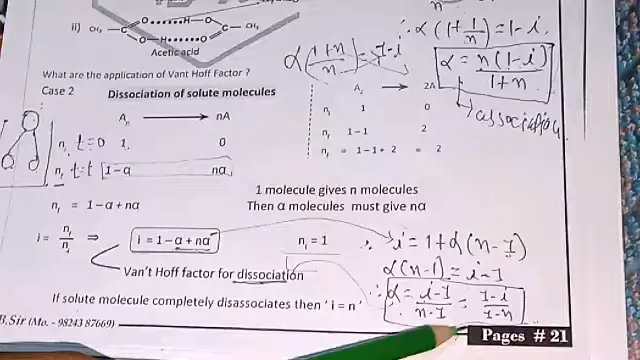 ii) CH₃ — C O ······ H — O C — CH₃
O — H ······ O
Acetic acid
∴ α (1 + 1/n) = 1 - i
α (1+n / n) = 1 - i
α = n(1-i) / 1+n
→ association
What are the application of Vant Hoff Factor ?
Case 2 Dissociation of solute molecules
Aₙ → nA
nᵢ t=0 1 0
n_f t=t 1-α nα
A₂ → 2A
nᵢ 1 0
n_f 1-1 2
n_f = 1-1+2 = 2
1 molecule gives n molecules
Then α molecules must give nα
n_f = 1-α + nα
i = n_f / nᵢ ⇒ i = 1-α + nα nᵢ = 1
∴ i = 1+α(n-1)
Van't Hoff factor for dissociation
α(n-1) = i-1
∴ α = i-1 / n-1 = 1-i / 1-n
If solute molecule completely disassociates then 'i = n'
B.Sir (Mo. - 98243 87669)
Pages # 21